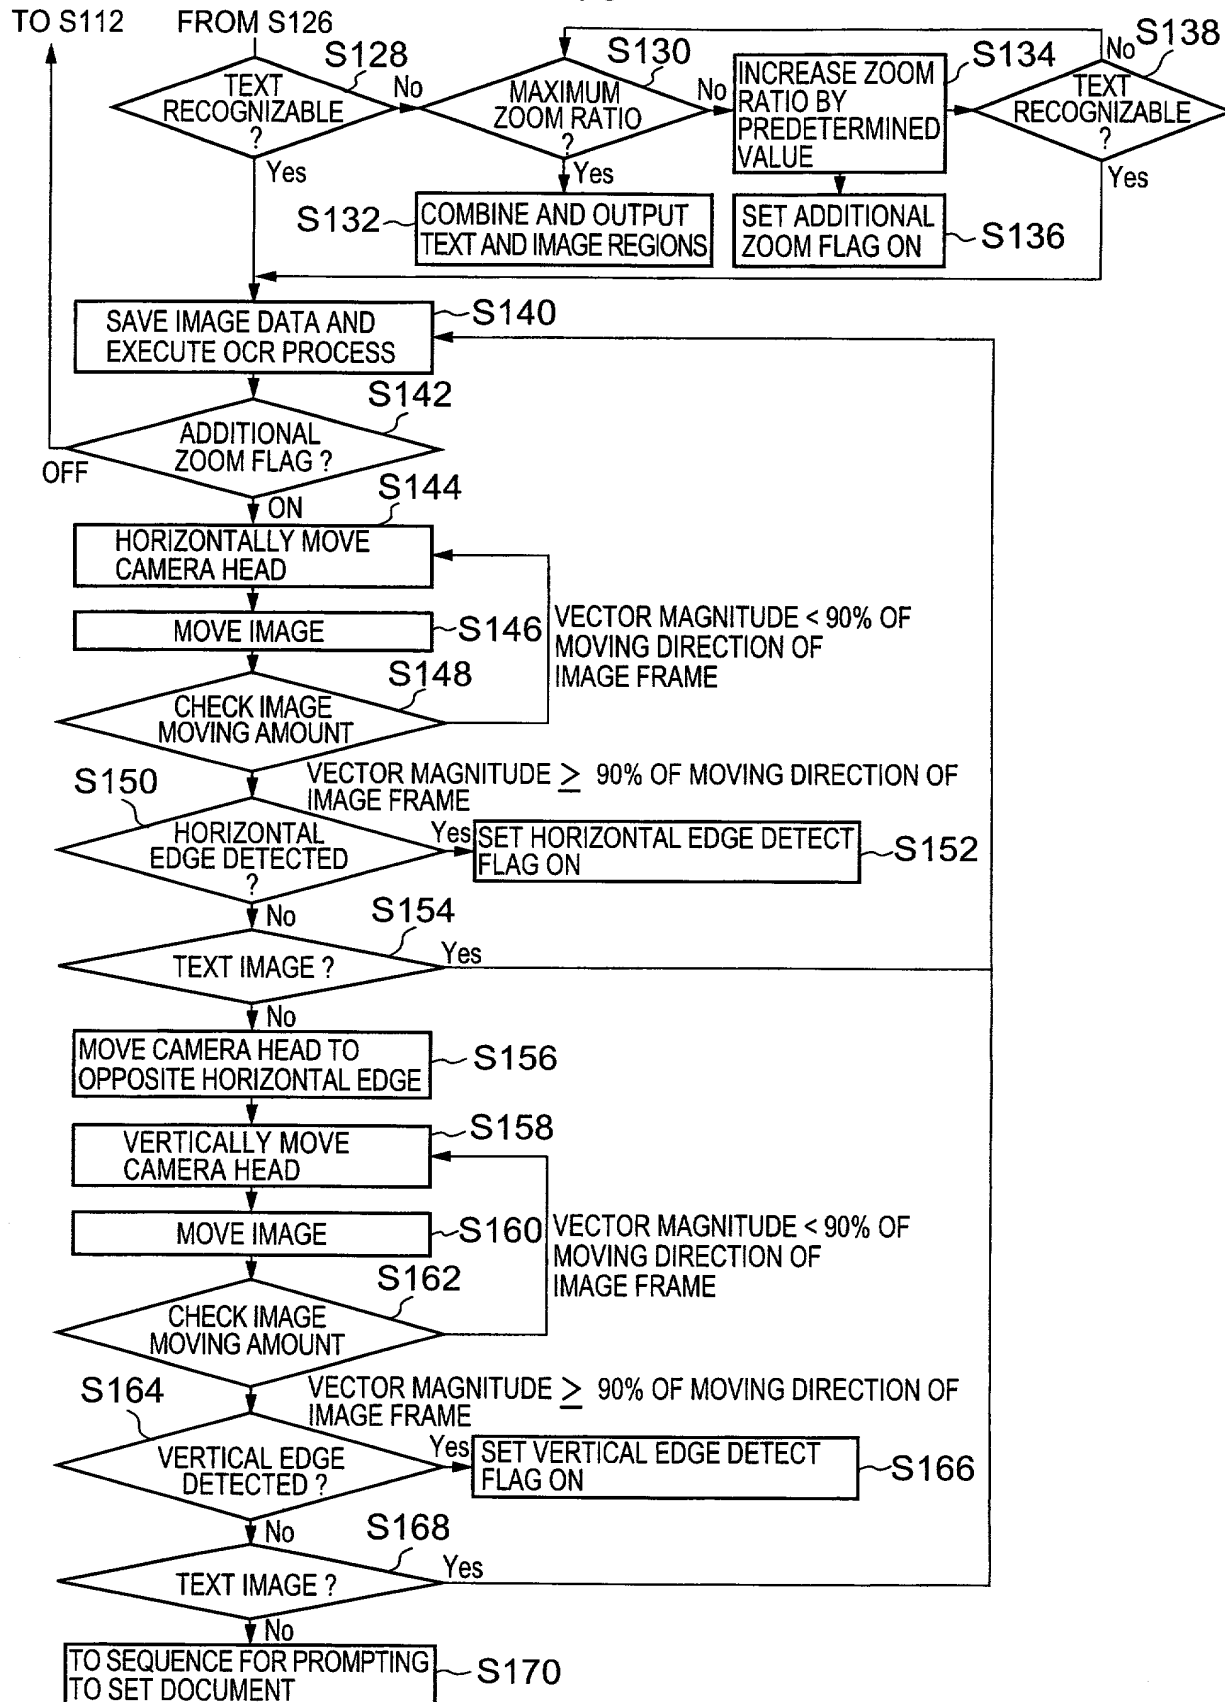 TO S112
FROM S126
S128
TEXT
RECOGNIZABLE
?
No
Yes
S130
MAXIMUM
ZOOM RATIO
?
No
Yes
S132
COMBINE AND OUTPUT
TEXT AND IMAGE REGIONS
S134
INCREASE ZOOM
RATIO BY
PREDETERMINED
VALUE
SET ADDITIONAL
ZOOM FLAG ON
S136
S138
No
TEXT
RECOGNIZABLE
?
Yes
SAVE IMAGE DATA AND
EXECUTE OCR PROCESS
S140
S142
ADDITIONAL
ZOOM FLAG ?
OFF
ON
S144
HORIZONTALLY MOVE
CAMERA HEAD
MOVE IMAGE
S146
VECTOR MAGNITUDE < 90% OF
MOVING DIRECTION OF
IMAGE FRAME
S148
CHECK IMAGE
MOVING AMOUNT
VECTOR MAGNITUDE ≥ 90% OF MOVING DIRECTION OF
IMAGE FRAME
S150
HORIZONTAL
EDGE DETECTED
?
Yes
SET HORIZONTAL EDGE DETECT
FLAG ON
S152
No
S154
TEXT IMAGE ?
Yes
No
MOVE CAMERA HEAD TO
OPPOSITE HORIZONTAL EDGE
S156
VERTICALLY MOVE
CAMERA HEAD
S158
MOVE IMAGE
S160
VECTOR MAGNITUDE < 90% OF
MOVING DIRECTION OF
IMAGE FRAME
S162
CHECK IMAGE
MOVING AMOUNT
VECTOR MAGNITUDE ≥ 90% OF MOVING DIRECTION OF
IMAGE FRAME
S164
VERTICAL EDGE
DETECTED ?
Yes
SET VERTICAL EDGE DETECT
FLAG ON
S166
No
S168
TEXT IMAGE ?
Yes
No
TO SEQUENCE FOR PROMPTING
TO SET DOCUMENT
S170